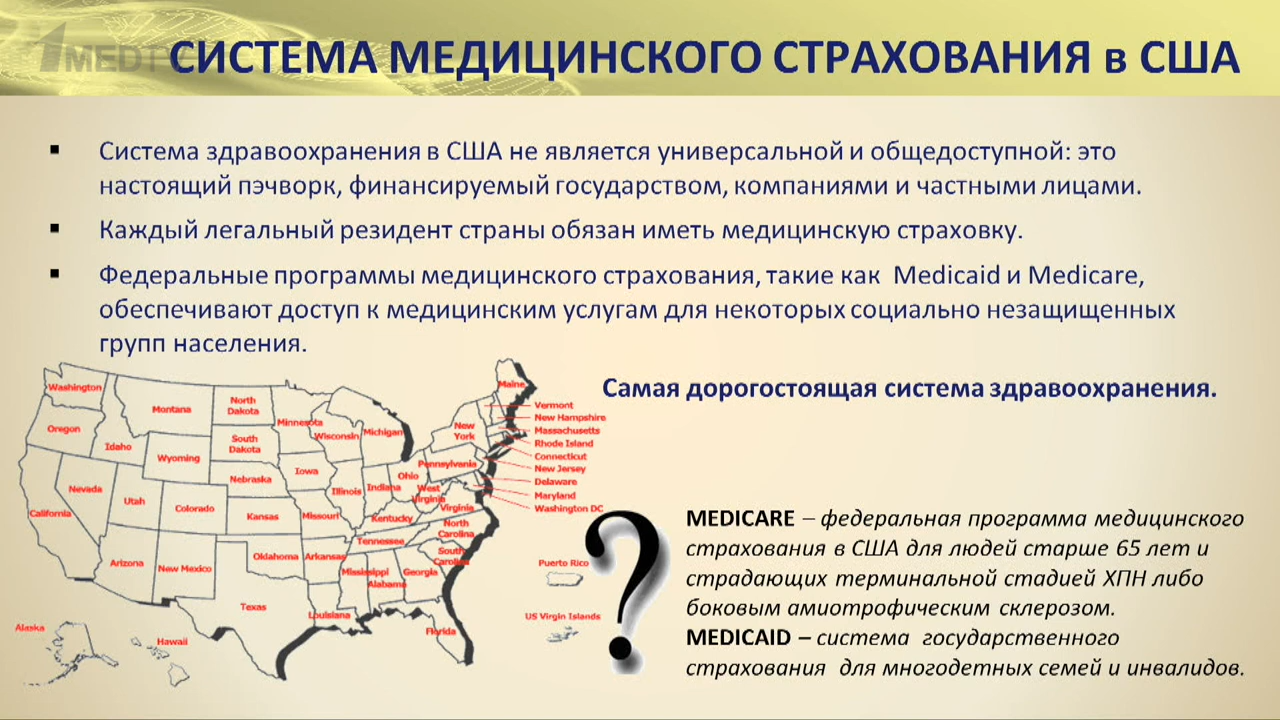 1MEDTV
СИСТЕМА МЕДИЦИНСКОГО СТРАХОВАНИЯ в США
Система здравоохранения в США не является универсальной и общедоступной: это
настоящий пэчворк, финансируемый государством, компаниями и частными лицами.
Каждый легальный резидент страны обязан иметь медицинскую страховку.
Федеральные программы медицинского страхования, такие как Medicaid и Medicare,
обеспечивают доступ к медицинским услугам для некоторых социально незащищенных
групп населения.
Самая дорогостоящая система здравоохранения.
Washington
Montana
North
Dakota
Minnesota
Wisconsin
Michigan
Maine
Vermont
New Hampshire
Massachusetts
Rhode Island
Connecticut
New Jersey
Delaware
Maryland
Washington DC
Oregon
Idaho
Wyoming
South
Dakota
New
York
Nebraska
Iowa
Pennsylvania
Nevada
Utah
Colorado
Illinois
Indiana
Ohio
West
Virginia
Virginia
California
Kansas
Missouri
Kentucky
North
Carolina
Tennessee
South
Carolina
Arizona
New Mexico
Oklahoma
Arkansas
Mississippi
Alabama
Georgia
Texas
Louisiana
Florida
Alaska
Hawaii
Puerto Rico
US Virgin Islands
?
MEDICARE – федеральная программа медицинского
страхования в США для людей старше 65 лет и
страдающих терминальной стадией ХПН либо
боковым амиотрофическим склерозом.
MEDICAID – система государственного
страхования для многодетных семей и инвалидов.